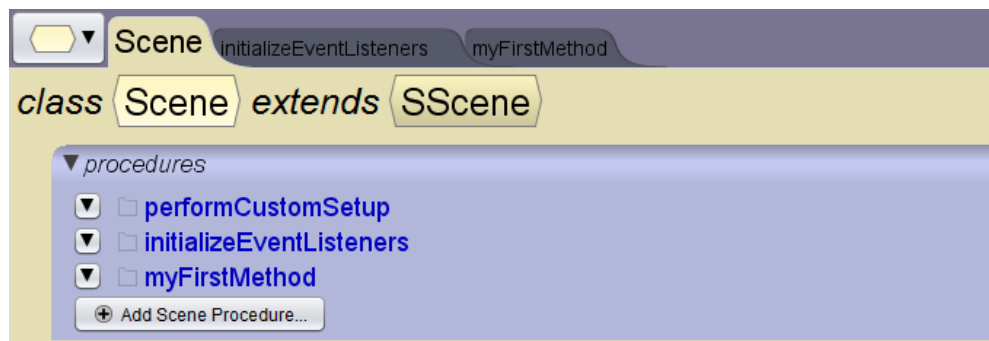 Scene initializeEventListeners myFirstMethod
class Scene extends SScene
procedures
performCustomSetup
initializeEventListeners
myFirstMethod
Add Scene Procedure...